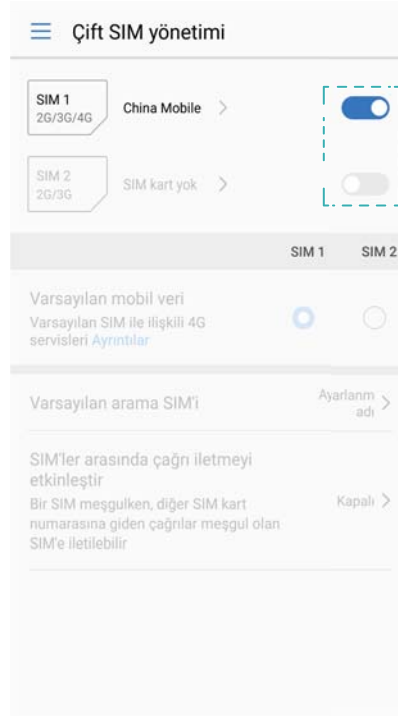 Çift SIM yönetimi
SIM 1
2G/3G/4G
China Mobile
SIM 2
2G/3G
SIM kart yok
SIM 1 SIM 2
Varsayılan mobil veri
Varsayılan SIM ile ilişkili 4G
servisleri Ayrıntılar
Varsayılan arama SIM'i
Ayarlanm
adı
SIM'ler arasında çağrı iletmeyi
etkinleştir
Bir SIM meşgulken, diğer SIM kart
numarasına giden çağrılar meşgul olan
SIM'e iletilebilir
Kapalı